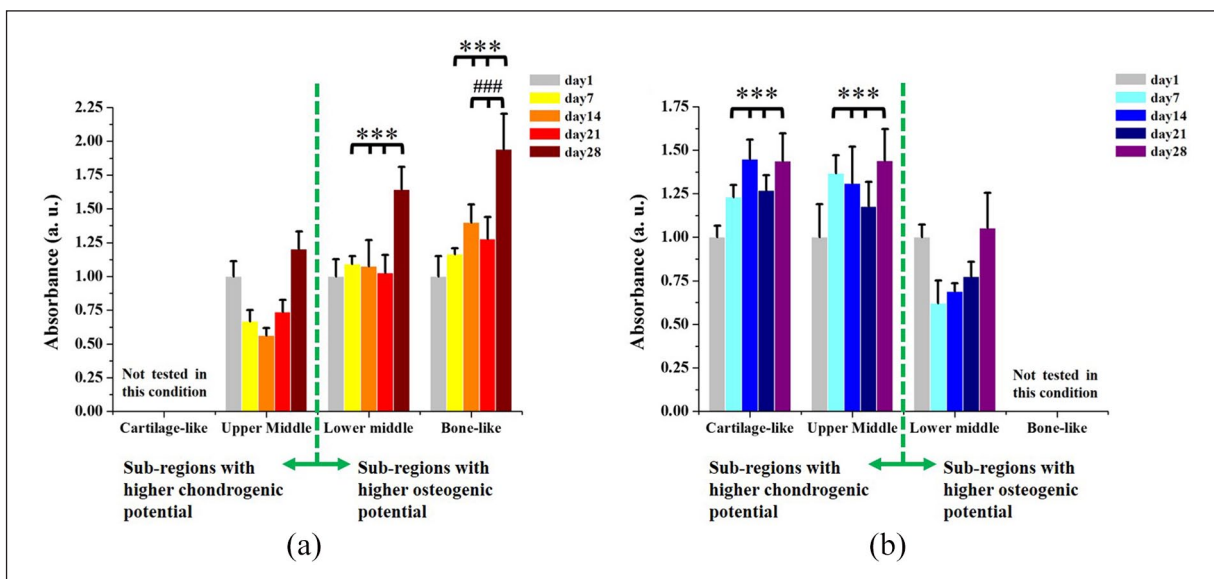 ***
###
day1
day7
day14
day21
day28
***
2.25
2.00
1.75
1.50
1.25
1.00
0.75
0.50
0.25
0.00
Absorbance (a. u.)
Not tested in
this condition
Cartilage-like
Upper Middle
Lower middle
Bone-like
Sub-regions with
higher chondrogenic
potential
Sub-regions with
higher osteogenic
potential
(a)
day1
day7
day14
day21
day28
***
***
1.75
1.50
1.25
1.00
0.75
0.50
0.25
0.00
Absorbance (a. u.)
Not tested in
this condition
Cartilage-like
Upper Middle
Lower middle
Bone-like
Sub-regions with
higher chondrogenic
potential
Sub-regions with
higher osteogenic
potential
(b)